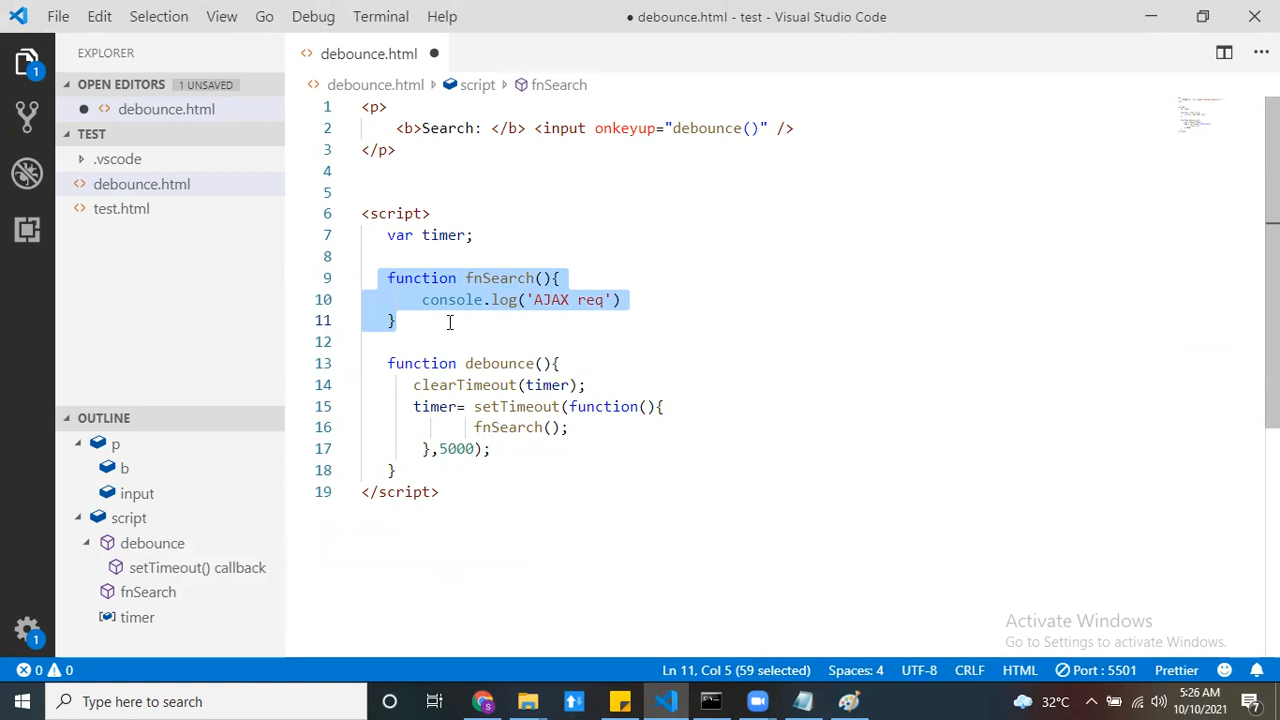 File Edit Selection View Go Debug Terminal Help
● debounce.html - test - Visual Studio Code
EXPLORER
OPEN EDITORS 1 UNSAVED
● <> debounce.html
TEST
.vscode
<> debounce.html
<> test.html
OUTLINE
p
b
input
script
debounce
setTimeout() callback
fnSearch
timer
<> debounce.html ●
<> debounce.html script fnSearch
1 <p>
2 <b>Search: </b> <input onkeyup="debounce()" />
3 </p>
4
5
6 <script>
7 var timer;
8
9 function fnSearch(){
10 console.log('AJAX req')
11 }
12
13 function debounce(){
14 clearTimeout(timer);
15 timer= setTimeout(function(){
16 fnSearch();
17 },5000);
18 }
19 </script>
Activate Windows
Go to Settings to activate Windows.
1
1
0 0
Ln 11, Col 5 (59 selected) Spaces: 4 UTF-8 CRLF HTML Port : 5501 Prettier
Type here to search
32°C
5:26 AM
10/10/2021
7